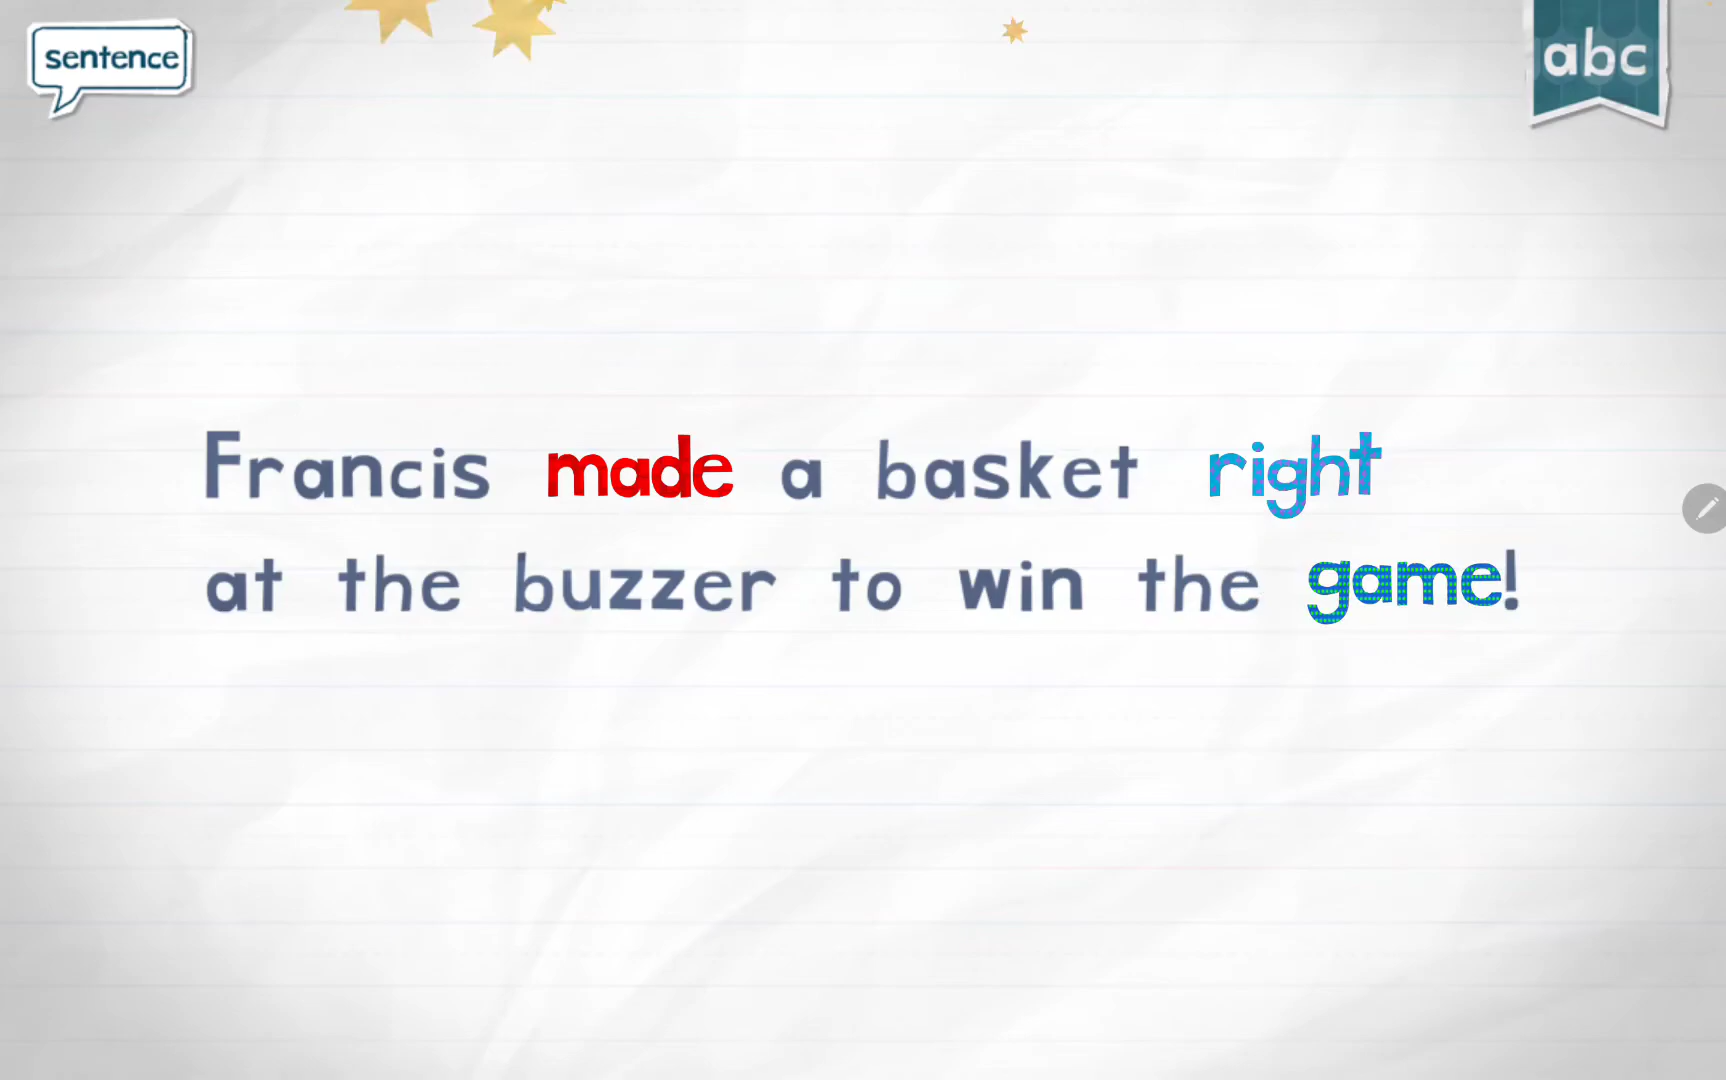 sentence
abc
Francis made a basket right
at the buzzer to win the game!